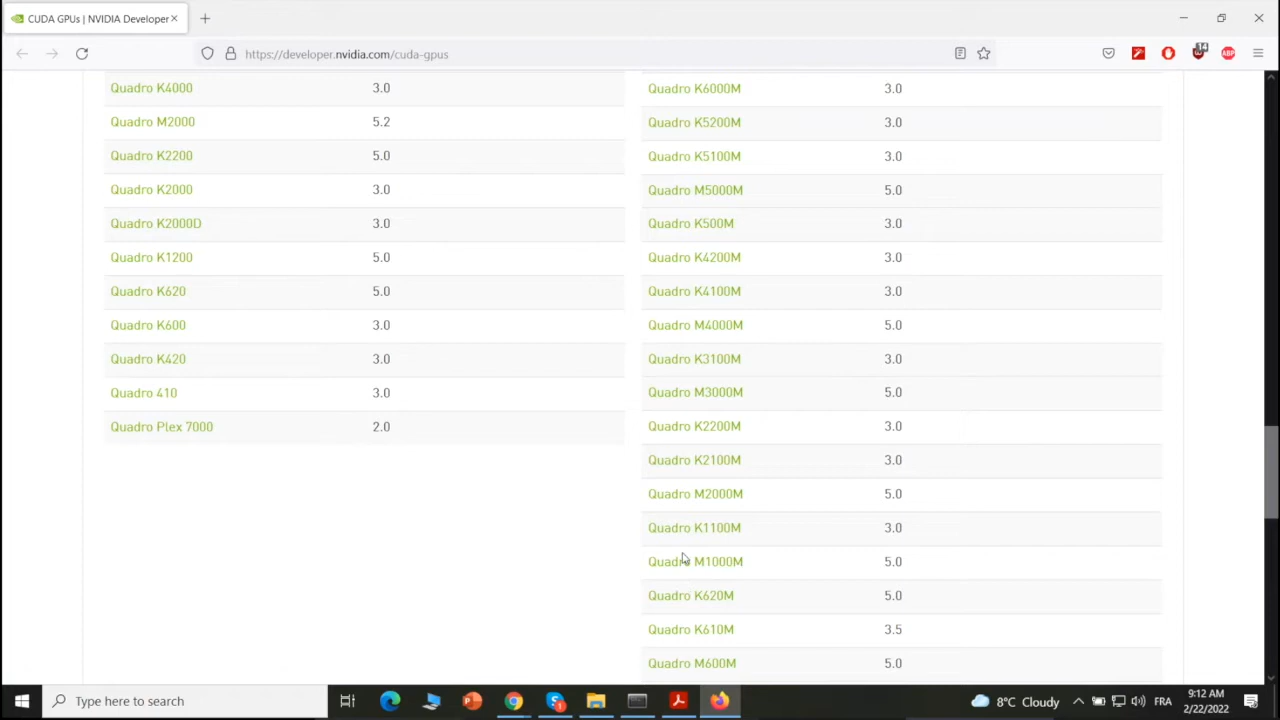 CUDA GPUs | NVIDIA Developer
https://developer.nvidia.com/cuda-gpus
14
ABP
Quadro K4000 3.0
Quadro M2000 5.2
Quadro K2200 5.0
Quadro K2000 3.0
Quadro K2000D 3.0
Quadro K1200 5.0
Quadro K620 5.0
Quadro K600 3.0
Quadro K420 3.0
Quadro 410 3.0
Quadro Plex 7000 2.0
Quadro K6000M 3.0
Quadro K5200M 3.0
Quadro K5100M 3.0
Quadro M5000M 5.0
Quadro K500M 3.0
Quadro K4200M 3.0
Quadro K4100M 3.0
Quadro M4000M 5.0
Quadro K3100M 3.0
Quadro M3000M 5.0
Quadro K2200M 3.0
Quadro K2100M 3.0
Quadro M2000M 5.0
Quadro K1100M 3.0
Quadro M1000M 5.0
Quadro K620M 5.0
Quadro K610M 3.5
Quadro M600M 5.0
Type here to search
8°C Cloudy
FRA
9:12 AM
2/22/2022